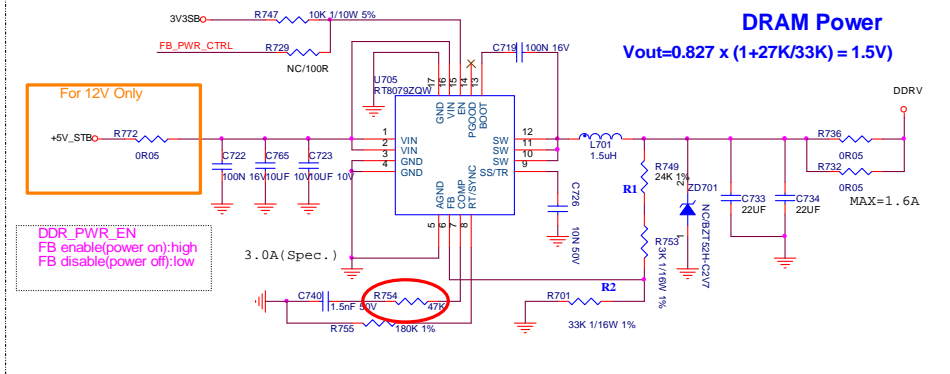 DRAM Power
Vout=0.827 x (1+27K/33K) = 1.5V)
3V3SB
R747
10K 1/10W 5%
FB_PWR_CTRL
R729
NC/100R
C719
100N 16V
U705
RT8079ZQW
17
16
15
14
13
GND
VIN
EN
PGOOD
BOOT
For 12V Only
+5V_STB
R772
0R05
C722
100N 16V
C765
10UF 10V
C723
10UF 10V
1
2
3
4
VIN
VIN
GND
GND
12
11
10
9
SW
SW
SW
SS/TR
AGND
FB
COMP
RT/SYNC
5
6
7
8
L701
1.5uH
DDRV
R736
0R05
R732
0R05
MAX=1.6A
R749
24K 1%
R1
ZD701
2
1
NC/BZT52H-C2V7
C733
22UF
C734
22UF
C726
10N 50V
R753
3K 1/16W 1%
R2
R701
33K 1/16W 1%
DDR_PWR_EN
FB enable(power on):high
FB disable(power off):low
3.0A(Spec.)
C740
1.5nF 50V
R754
47K
R755
180K 1%